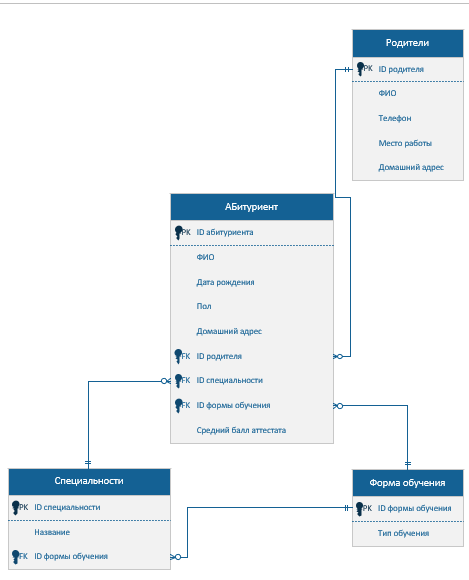 Родители
PK ID родителя
ФИО
Телефон
Место работы
Домашний адрес
АБитуриент
PK ID абитуриента
ФИО
Дата рождения
Пол
Домашний адрес
FK ID родителя
FK ID специальности
FK ID формы обучения
Средний балл аттестата
Специальности
PK ID специальности
Название
FK ID формы обучения
Форма обучения
PK ID формы обучения
Тип обучения